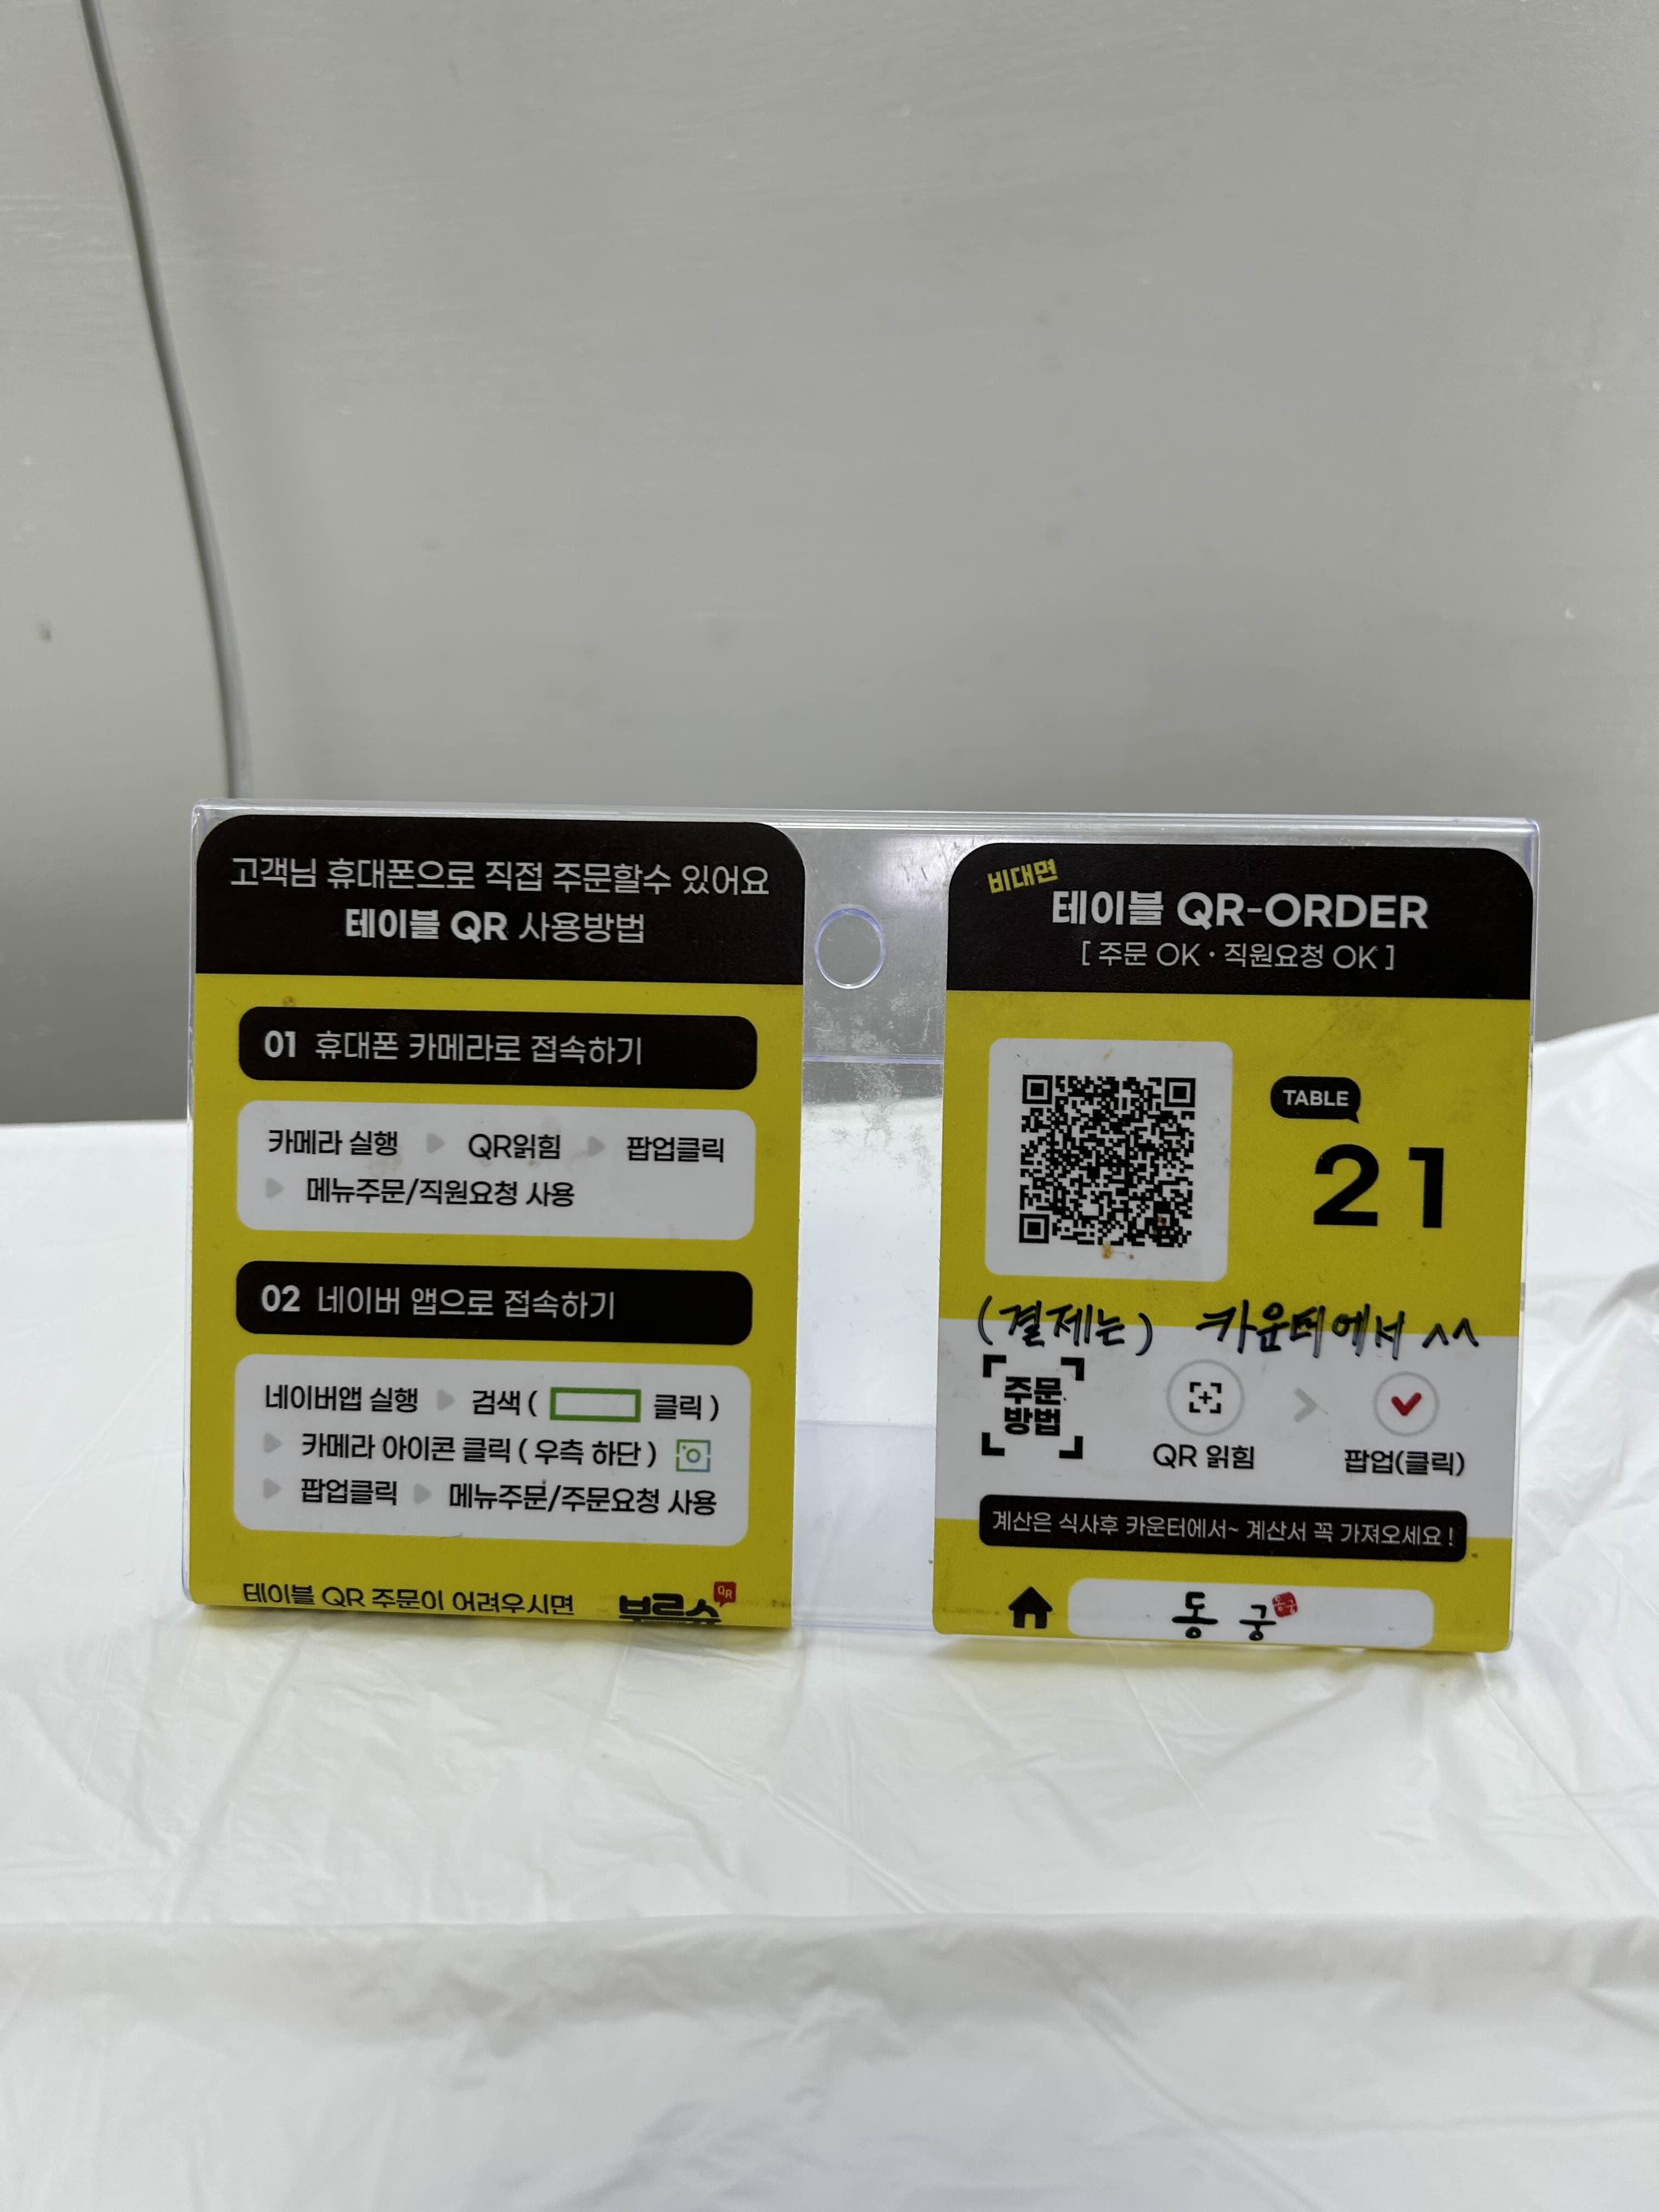 고객님 휴대폰으로 직접 주문할수 있어요
테이블 QR 사용방법
01 휴대폰 카메라로 접속하기
카메라 실행 QR읽힘 팝업클릭
메뉴주문/직원요청 사용
02 네이버 앱으로 접속하기
네이버앱 실행 검색 ( 클릭 )
카메라 아이콘 클릭 ( 우측 하단 )
팝업클릭 메뉴주문/주문요청 사용
테이블 QR 주문이 어려우시면 부르슈 QR
비대면
테이블 QR-ORDER
[ 주문 OK · 직원요청 OK ]
TABLE
21
(결제는) 카운터에서 ^^
주문
방법
QR 읽힘 > 팝업(클릭)
계산은 식사후 카운터에서~ 계산서 꼭 가져오세요 !
동궁